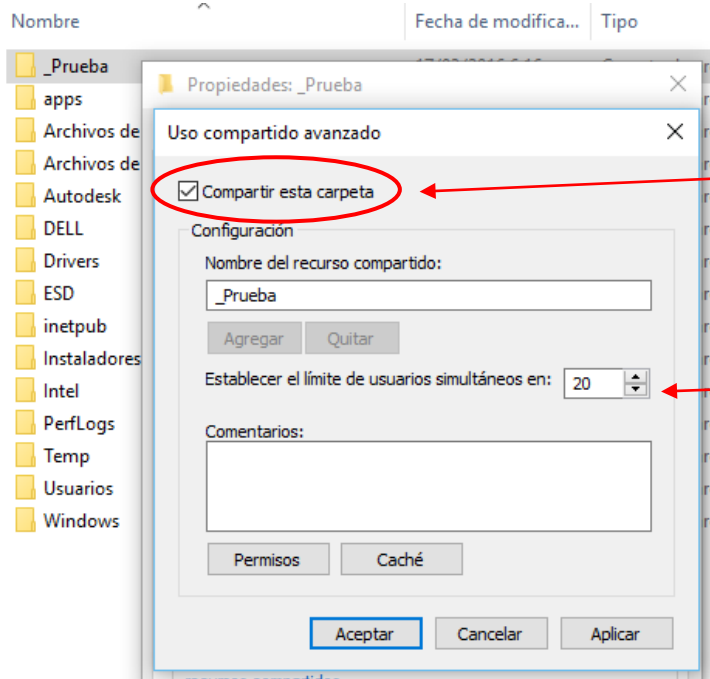 Nombre Fecha de modifica... Tipo
_Prueba
apps
Archivos de
Archivos de
Autodesk
DELL
Drivers
ESD
inetpub
Instaladores
Intel
PerfLogs
Temp
Usuarios
Windows
Propiedades: _Prueba
Uso compartido avanzado
Compartir esta carpeta
Configuración
Nombre del recurso compartido:
_Prueba
Agregar Quitar
Establecer el límite de usuarios simultáneos en: 20
Comentarios:
Permisos Caché
Aceptar Cancelar Aplicar